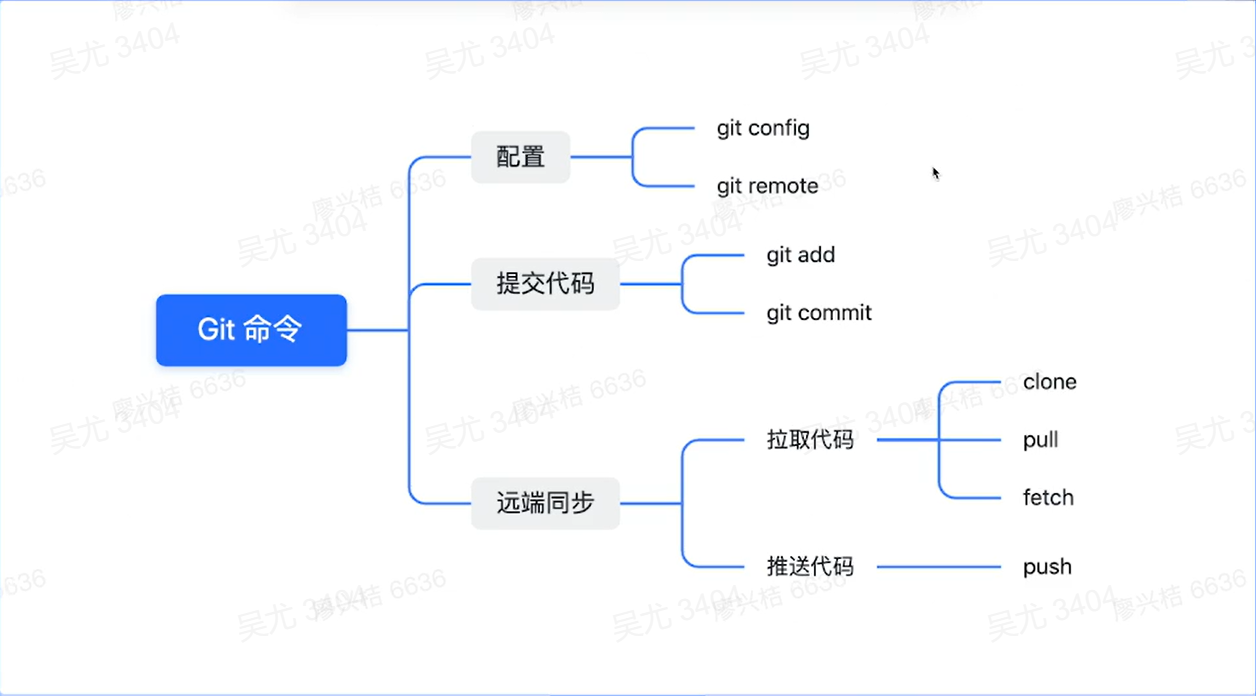 Git 命令
配置
git config
git remote
提交代码
git add
git commit
远端同步
拉取代码
clone
pull
fetch
推送代码
push
吴尤 3404
廖兴桔 6636